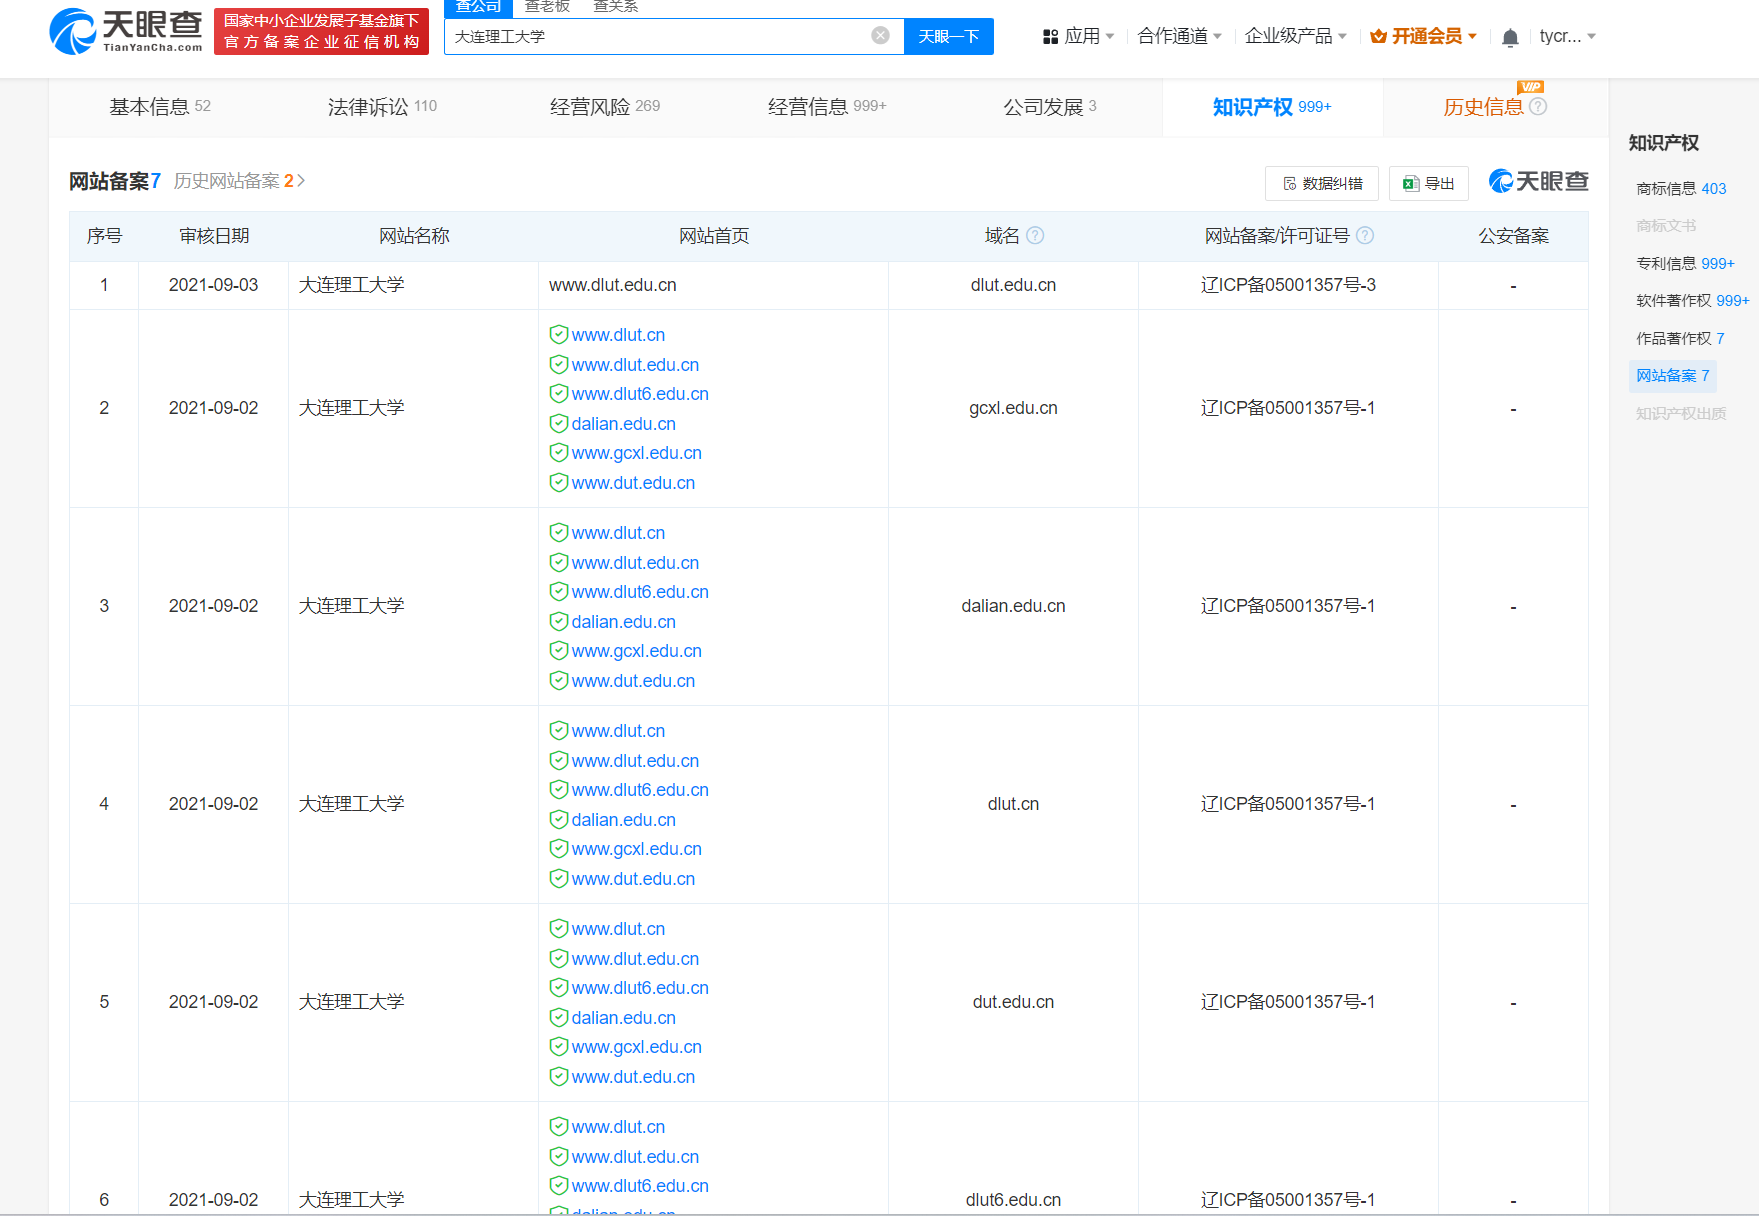 天眼查
TianYanCha.com
国家中小企业发展子基金旗下
官方备案企业征信机构
查公司 查老板 查关系
大连理工大学 天眼一下
应用 合作通道 企业级产品 开通会员 tycr...
基本信息 52 法律诉讼 110 经营风险 269 经营信息 999+ 公司发展 3 知识产权 999+ 历史信息 VIP
网站备案7 历史网站备案 2 >
数据纠错 导出 天眼查
序号 审核日期 网站名称 网站首页 域名 网站备案/许可证号 公安备案
1 2021-09-03 大连理工大学 www.dlut.edu.cn dlut.edu.cn 辽ICP备05001357号-3 -
www.dlut.cn
www.dlut.edu.cn
www.dlut6.edu.cn
2 2021-09-02 大连理工大学 gcxl.edu.cn 辽ICP备05001357号-1 -
dalian.edu.cn
www.gcxl.edu.cn
www.dut.edu.cn
www.dlut.cn
www.dlut.edu.cn
www.dlut6.edu.cn
3 2021-09-02 大连理工大学 dalian.edu.cn 辽ICP备05001357号-1 -
dalian.edu.cn
www.gcxl.edu.cn
www.dut.edu.cn
www.dlut.cn
www.dlut.edu.cn
www.dlut6.edu.cn
4 2021-09-02 大连理工大学 dlut.cn 辽ICP备05001357号-1 -
dalian.edu.cn
www.gcxl.edu.cn
www.dut.edu.cn
www.dlut.cn
www.dlut.edu.cn
www.dlut6.edu.cn
5 2021-09-02 大连理工大学 dut.edu.cn 辽ICP备05001357号-1 -
dalian.edu.cn
www.gcxl.edu.cn
www.dut.edu.cn
www.dlut.cn
www.dlut.edu.cn
www.dlut6.edu.cn
6 2021-09-02 大连理工大学 dlut6.edu.cn 辽ICP备05001357号-1 -
dalian.edu.cn
知识产权
商标信息 403
商标文书
专利信息 999+
软件著作权 999+
作品著作权 7
网站备案 7
知识产权出质